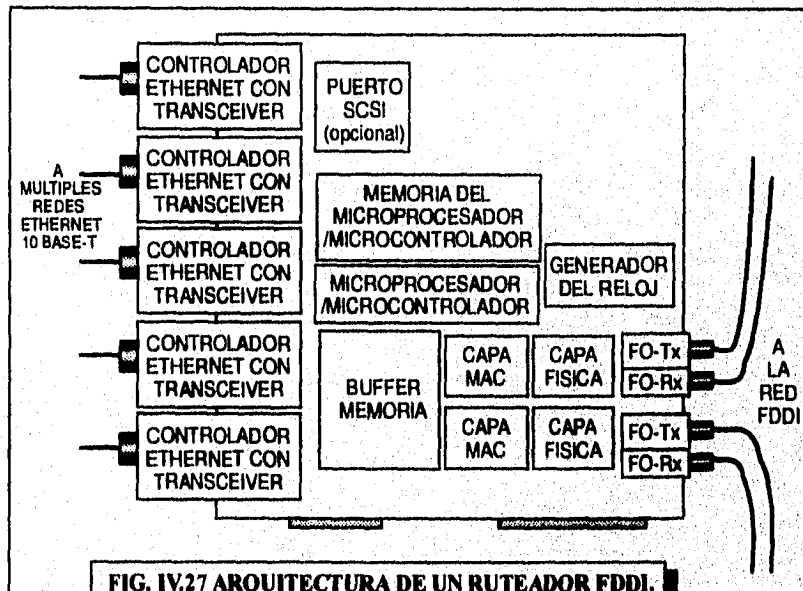 CONTROLADOR
ETHERNET CON
TRANSCEIVER
CONTROLADOR
ETHERNET CON
TRANSCEIVER
CONTROLADOR
ETHERNET CON
TRANSCEIVER
CONTROLADOR
ETHERNET CON
TRANSCEIVER
CONTROLADOR
ETHERNET CON
TRANSCEIVER
A
MULTIPLES
REDES
ETHERNET
10 BASE-T
PUERTO
SCSI
(opcional)
MEMORIA DEL
MICROPROCESADOR
/MICROCONTROLADOR
MICROPROCESADOR
/MICROCONTROLADOR
GENERADOR
DEL RELOJ
BUFFER
MEMORIA
CAPA
MAC
CAPA
FISICA
FO-Tx
FO-Rx
CAPA
MAC
CAPA
FISICA
FO-Tx
FO-Rx
A
LA
RED
FDDI
FIG. IV.27 ARQUITECTURA DE UN RUTEADOR FDDI.